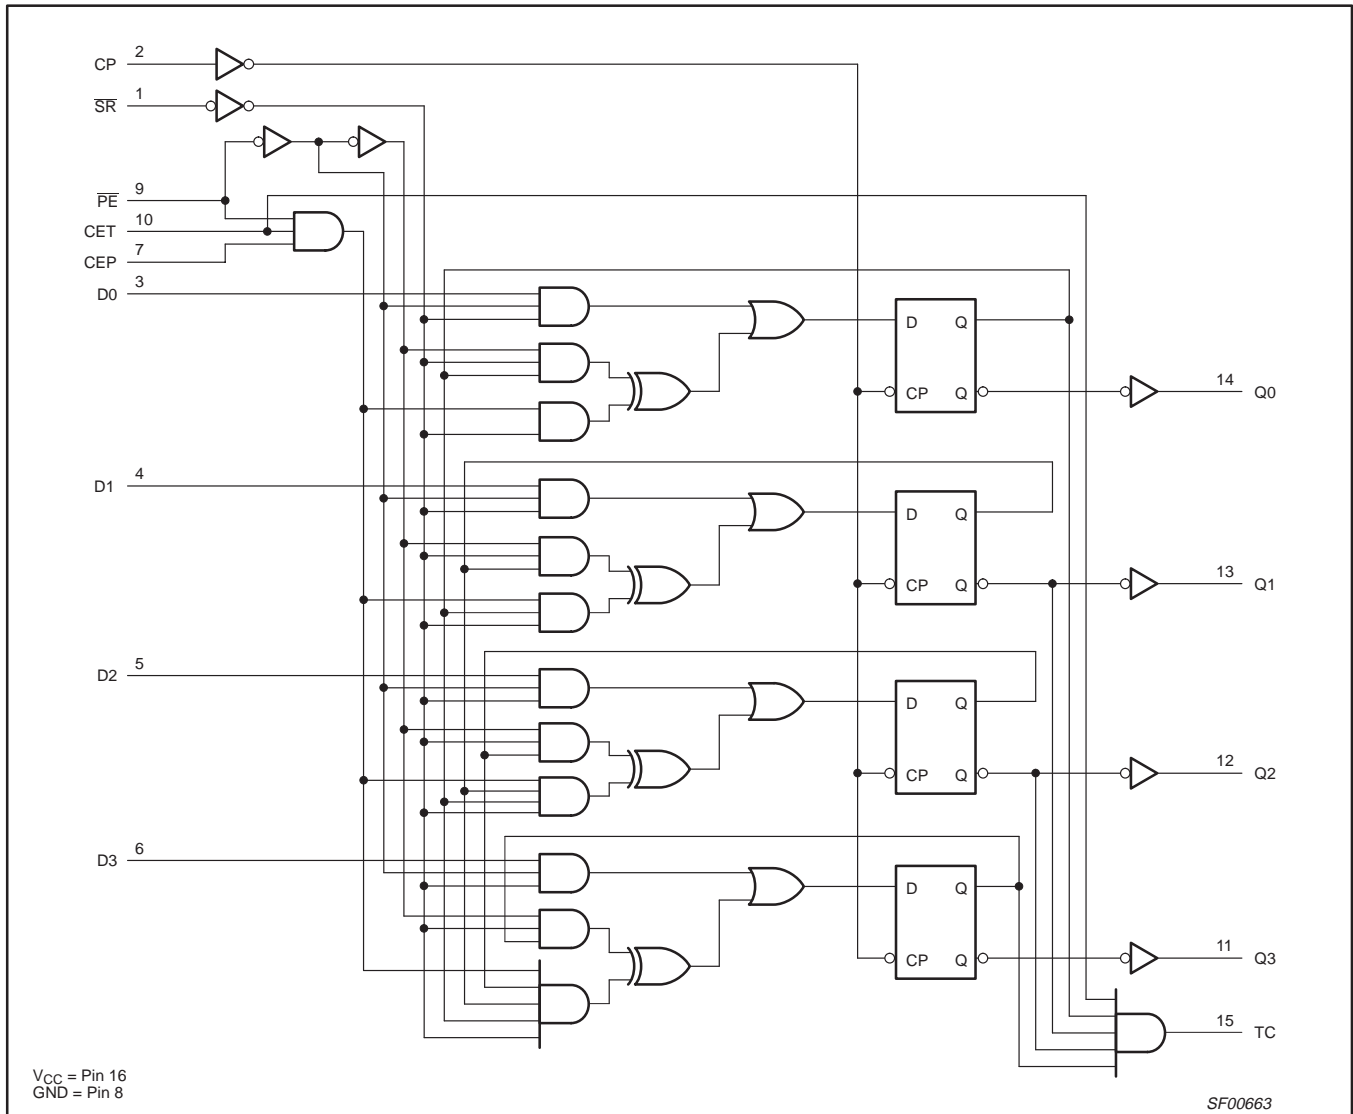 CP 2
SR 1
PE 9
CET 10
CEP 7
D0 3
D Q
CP Q
14 Q0
D1 4
D Q
CP Q
13 Q1
D2 5
D Q
CP Q
12 Q2
D3 6
D Q
CP Q
11 Q3
15 TC
VCC = Pin 16
GND = Pin 8
SF00663